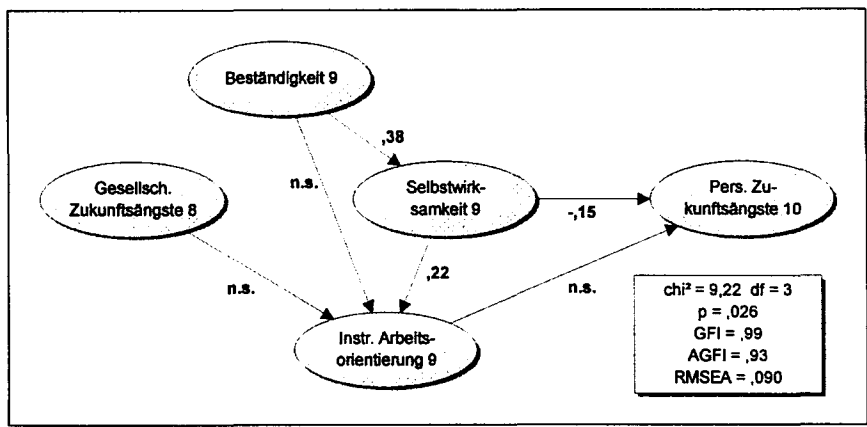 Beständigkeit 9
,38
n.s.
Gesellsch.
Zukunftsängste 8
Selbstwirk-
samkeit 9
Pers. Zu-
kunftsängste 10
-,15
,22
n.s.
n.s.
Instr. Arbeits-
orientierung 9
chi² = 9,22 df = 3
p = ,026
GFI = ,99
AGFI = ,93
RMSEA = ,090